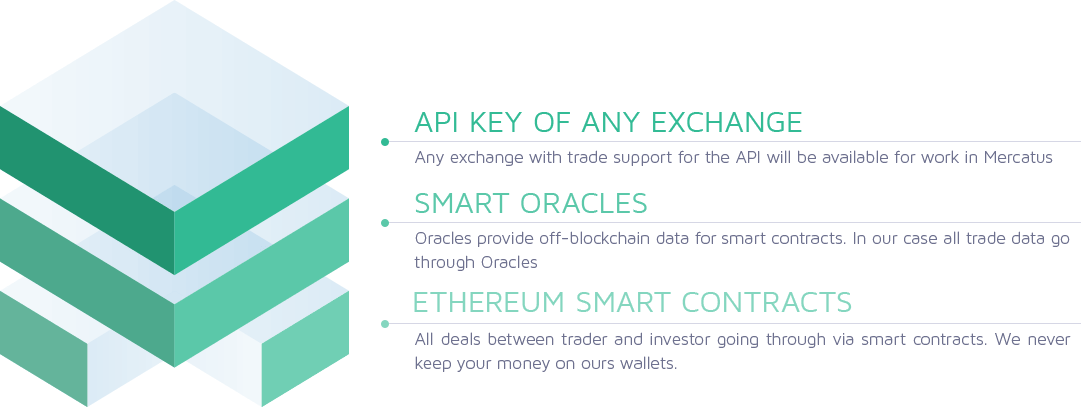 API KEY OF ANY EXCHANGE
Any exchange with trade support for the API will be available for work in Mercatus
SMART ORACLES
Oracles provide off-blockchain data for smart contracts. In our case all trade data go
through Oracles
ETHEREUM SMART CONTRACTS
All deals between trader and investor going through via smart contracts. We never
keep your money on ours wallets.